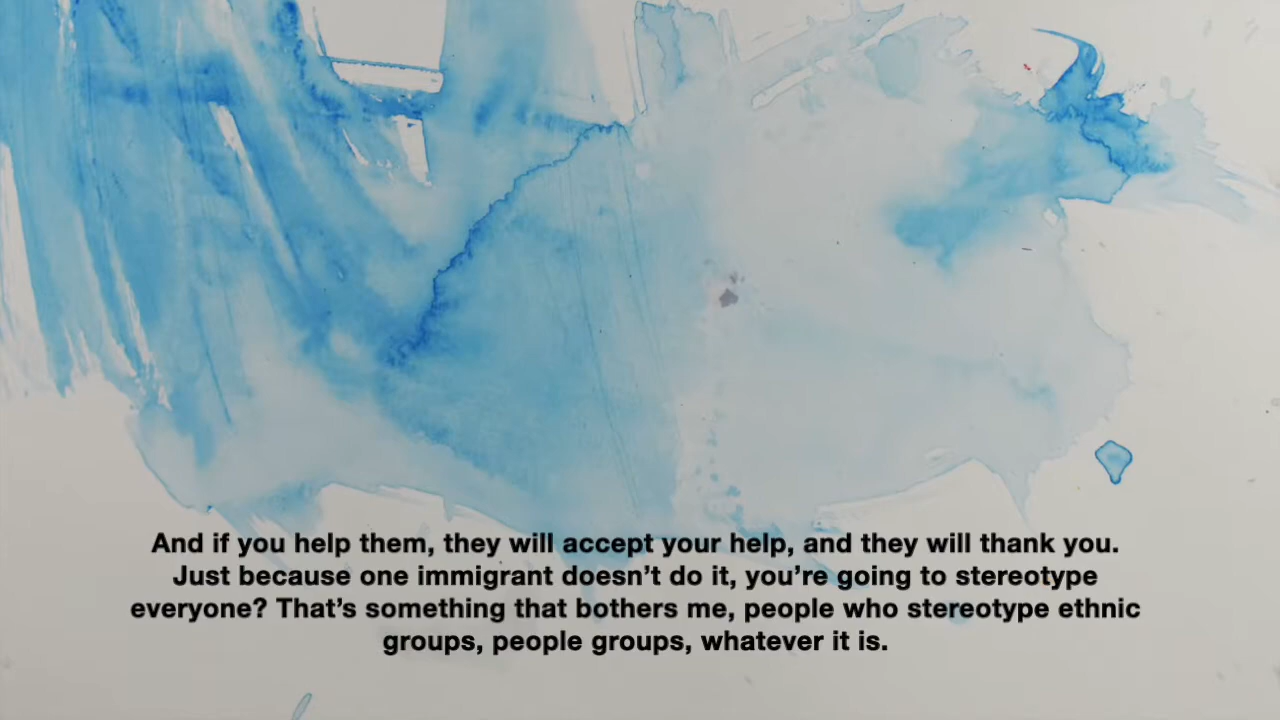 And if you help them, they will accept your help, and they will thank you.
Just because one immigrant doesn’t do it, you’re going to stereotype
everyone? That’s something that bothers me, people who stereotype ethnic
groups, people groups, whatever it is.